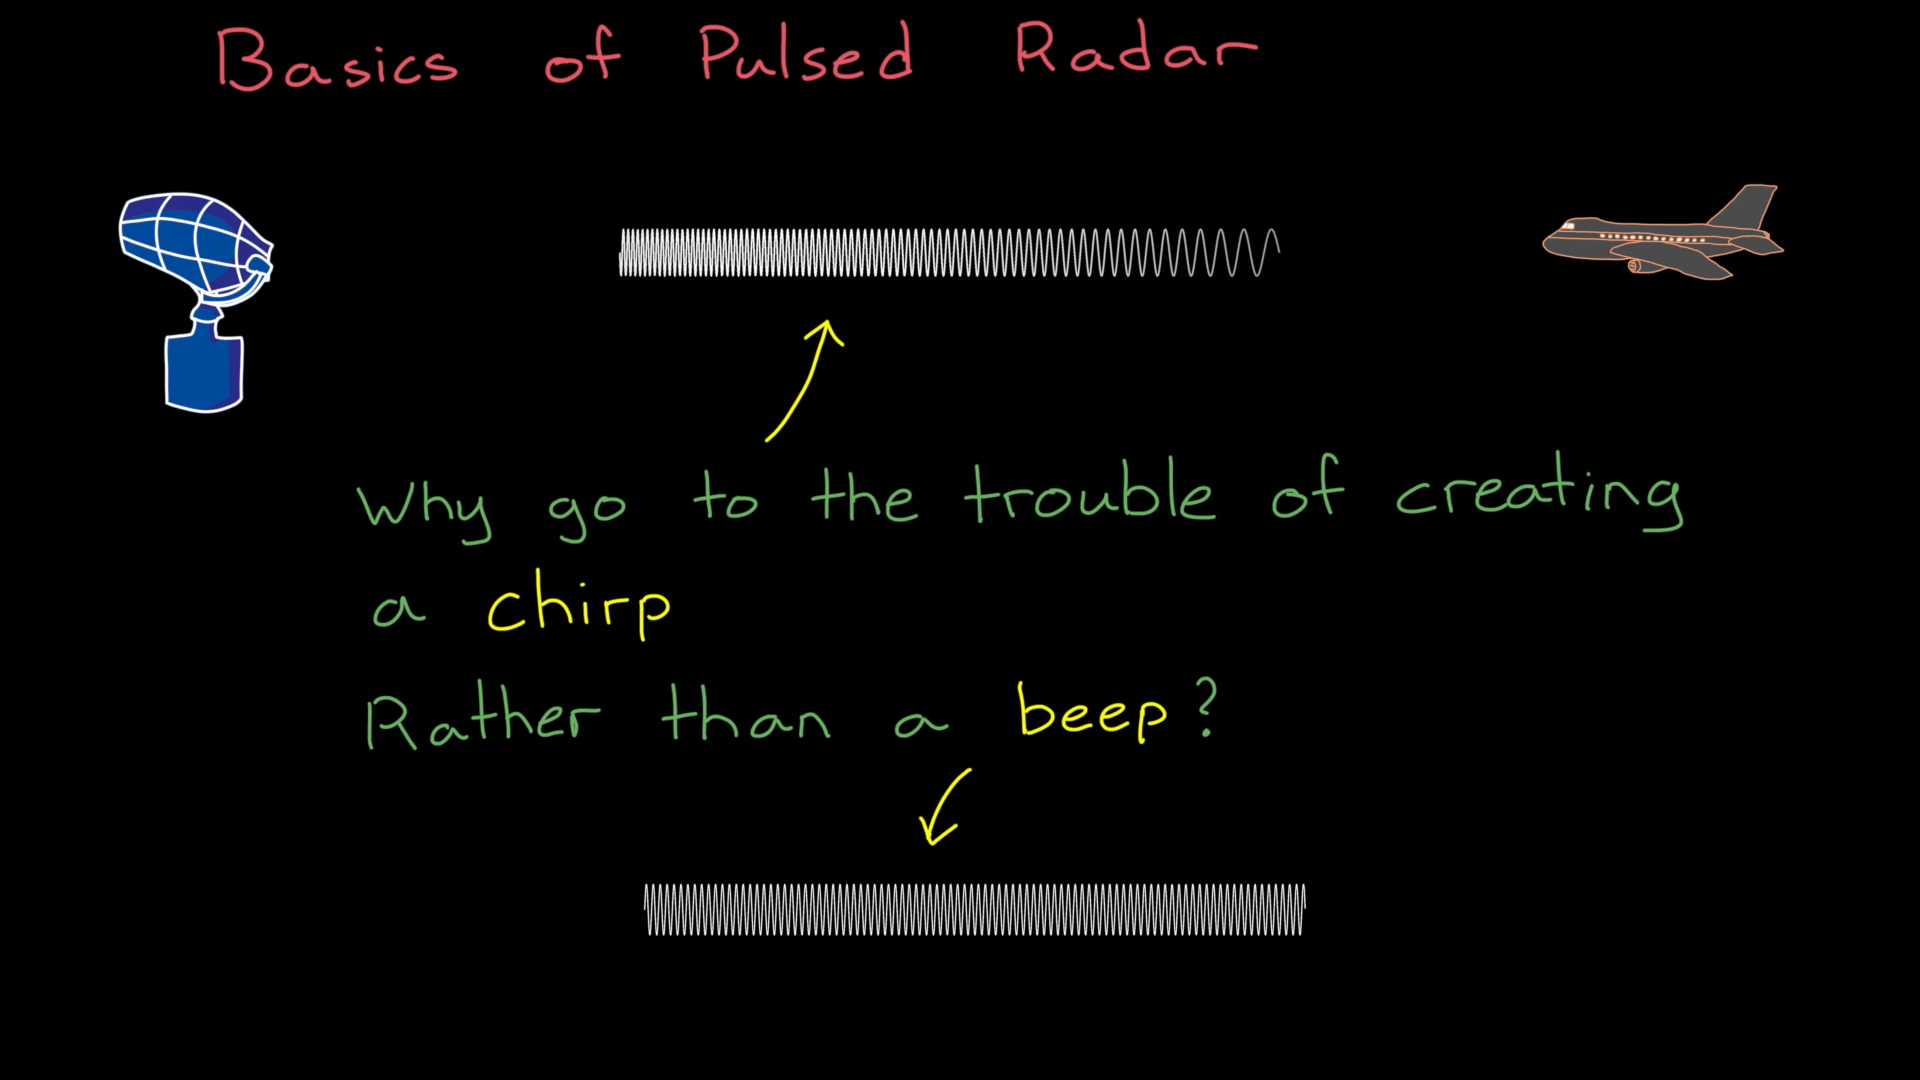 Basics of Pulsed Radar
Why go to the trouble of creating
a chirp
Rather than a beep?